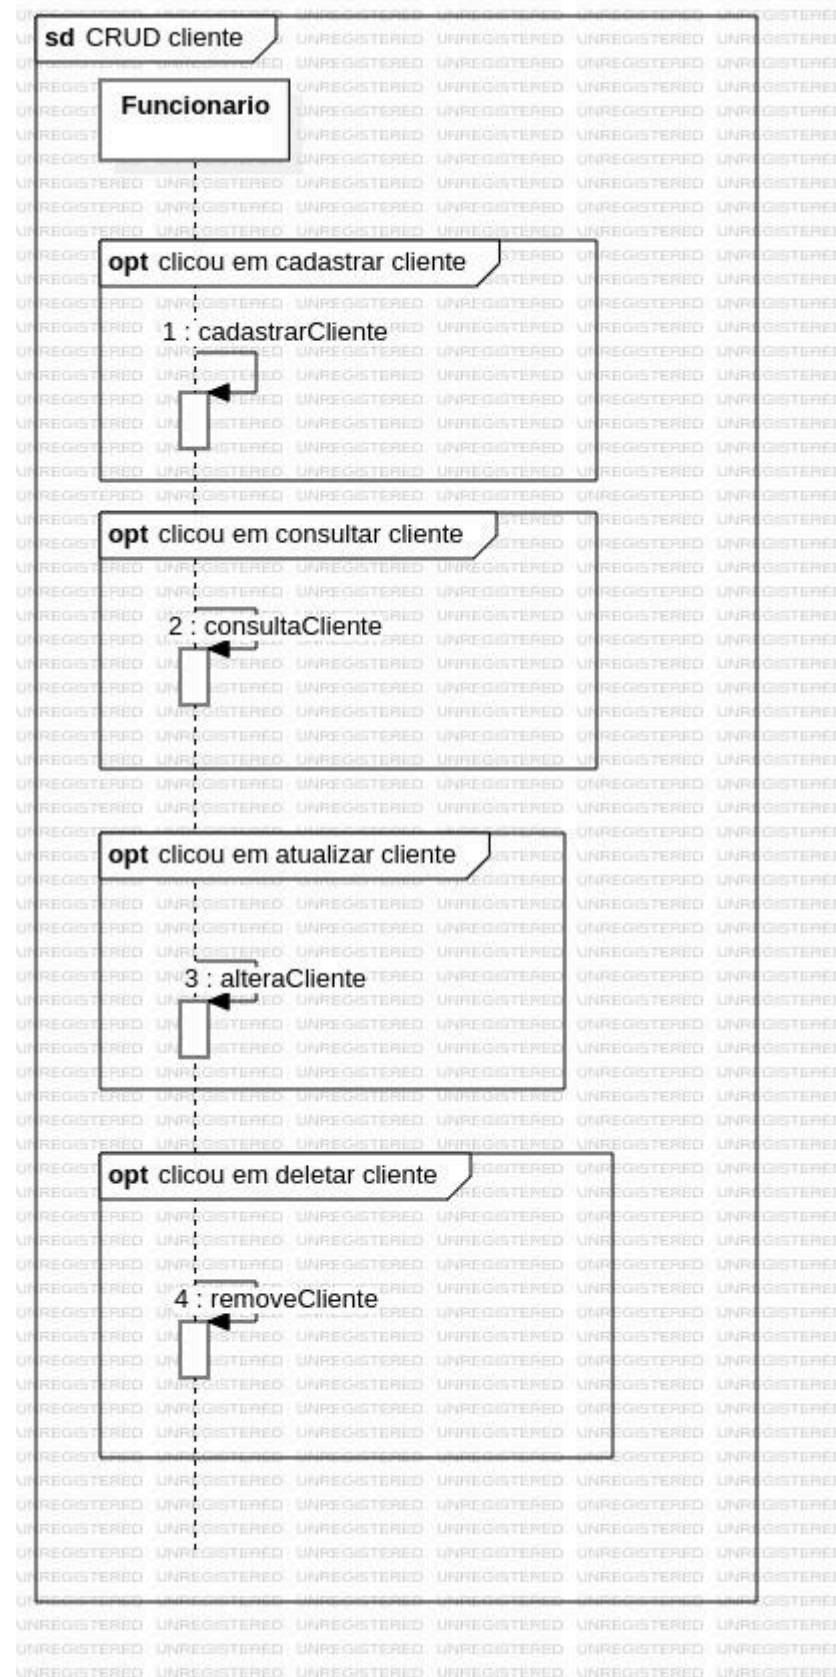 sd CRUD cliente
Funcionario
opt clicou em cadastrar cliente
1 : cadastrarCliente
opt clicou em consultar cliente
2 : consultaCliente
opt clicou em atualizar cliente
3 : alteraCliente
opt clicou em deletar cliente
4 : removeCliente
UNREGISTERED